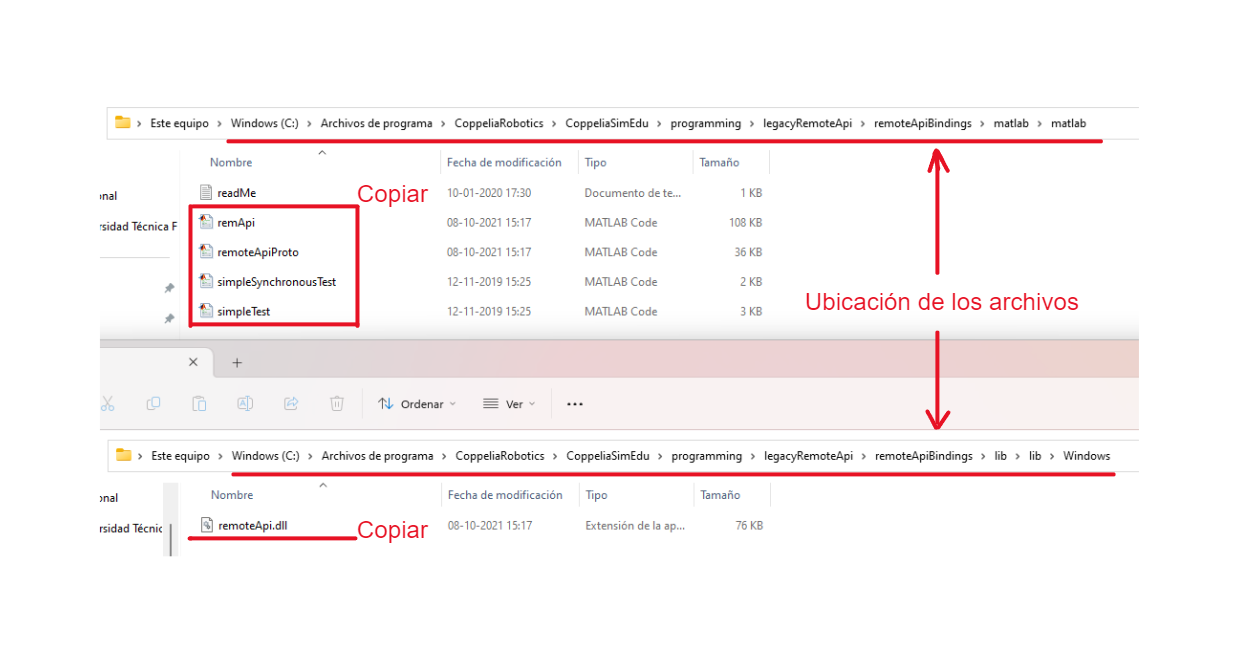 Este equipo > Windows (C:) > Archivos de programa > CoppeliaRobotics > CoppeliaSimEdu > programming > legacyRemoteApi > remoteApiBindings > matlab > matlab
Nombre Fecha de modificación Tipo Tamaño
onal readMe Copiar 10-01-2020 17:30 Documento de te... 1 KB
rsidad Técnica F remApi 08-10-2021 15:17 MATLAB Code 108 KB
remoteApiProto 08-10-2021 15:17 MATLAB Code 36 KB
simpleSynchronousTest 12-11-2019 15:25 MATLAB Code 2 KB
Ubicación de los archivos
simpleTest 12-11-2019 15:25 MATLAB Code 3 KB
Ordenar Ver ...
Este equipo > Windows (C:) > Archivos de programa > CoppeliaRobotics > CoppeliaSimEdu > programming > legacyRemoteApi > remoteApiBindings > lib > lib > Windows
onal Nombre Fecha de modificación Tipo Tamaño
rsidad Técnic remoteApi.dll Copiar 08-10-2021 15:17 Extensión de la ap... 76 KB